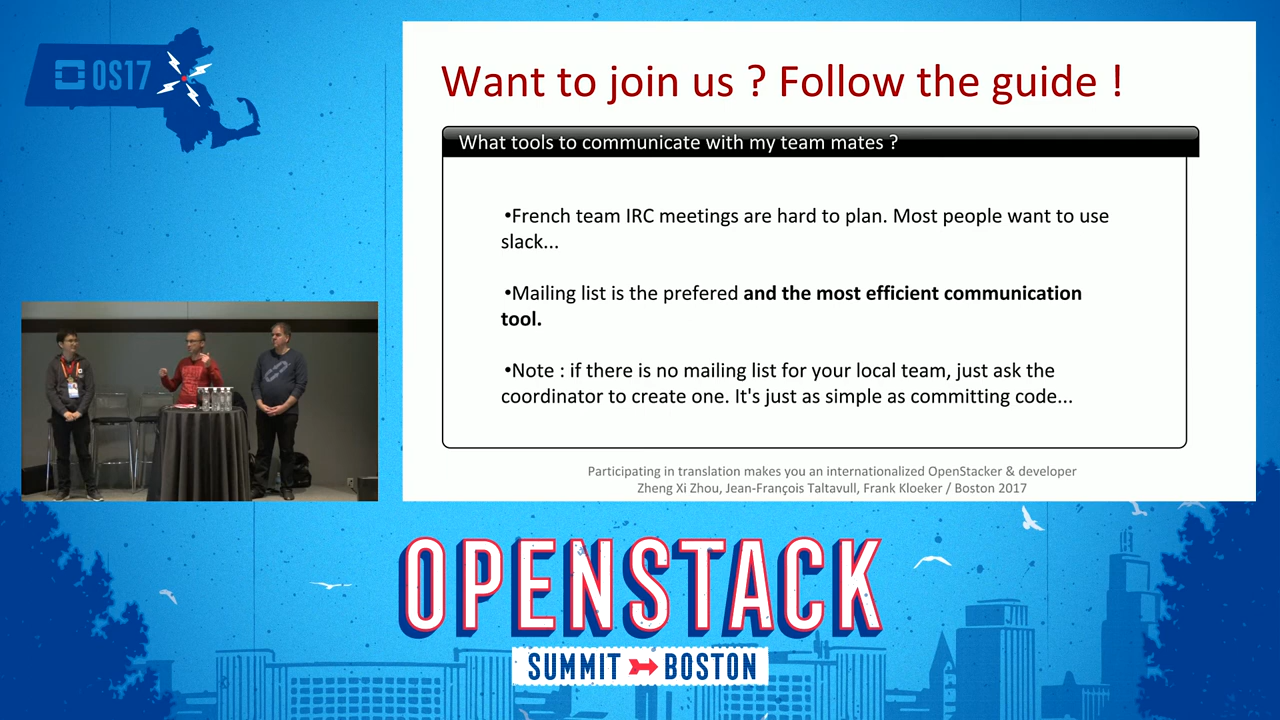 OS17
Want to join us ? Follow the guide !
What tools to communicate with my team mates ?
•French team IRC meetings are hard to plan. Most people want to use
slack...
•Mailing list is the prefered and the most efficient communication
tool.
•Note : if there is no mailing list for your local team, just ask the
coordinator to create one. It's just as simple as committing code...
Participating in translation makes you an internationalized OpenStacker & developer
Zheng Xi Zhou, Jean-François Taltavull, Frank Kloeker / Boston 2017
OPENSTACK
SUMMIT BOSTON